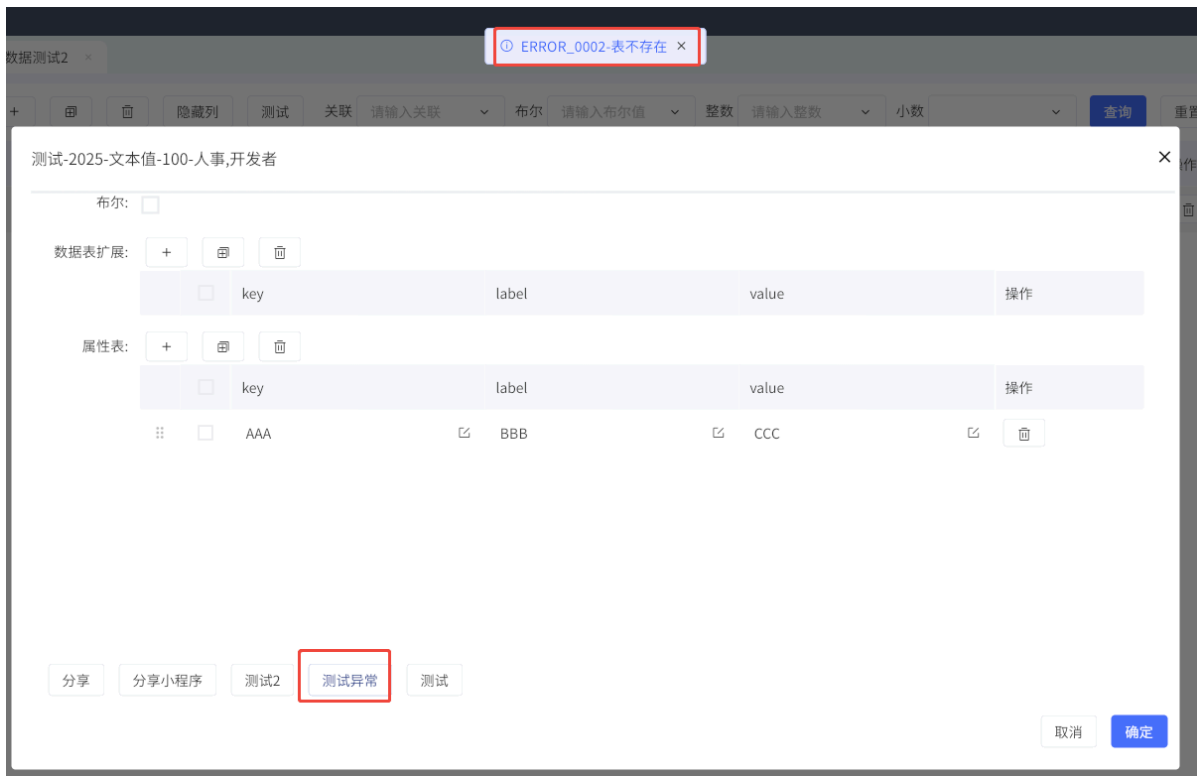 ERROR_0002-表不存在
数据测试2
隐藏列 测试 关联 请输入关联 布尔 请输入布尔值 整数 请输入整数 小数 查询 重置
测试-2025-文本值-100-人事,开发者
操作
布尔:
数据表扩展:
key label value 操作
属性表:
key label value 操作
AAA BBB CCC
分享 分享小程序 测试2 测试异常 测试
取消 确定